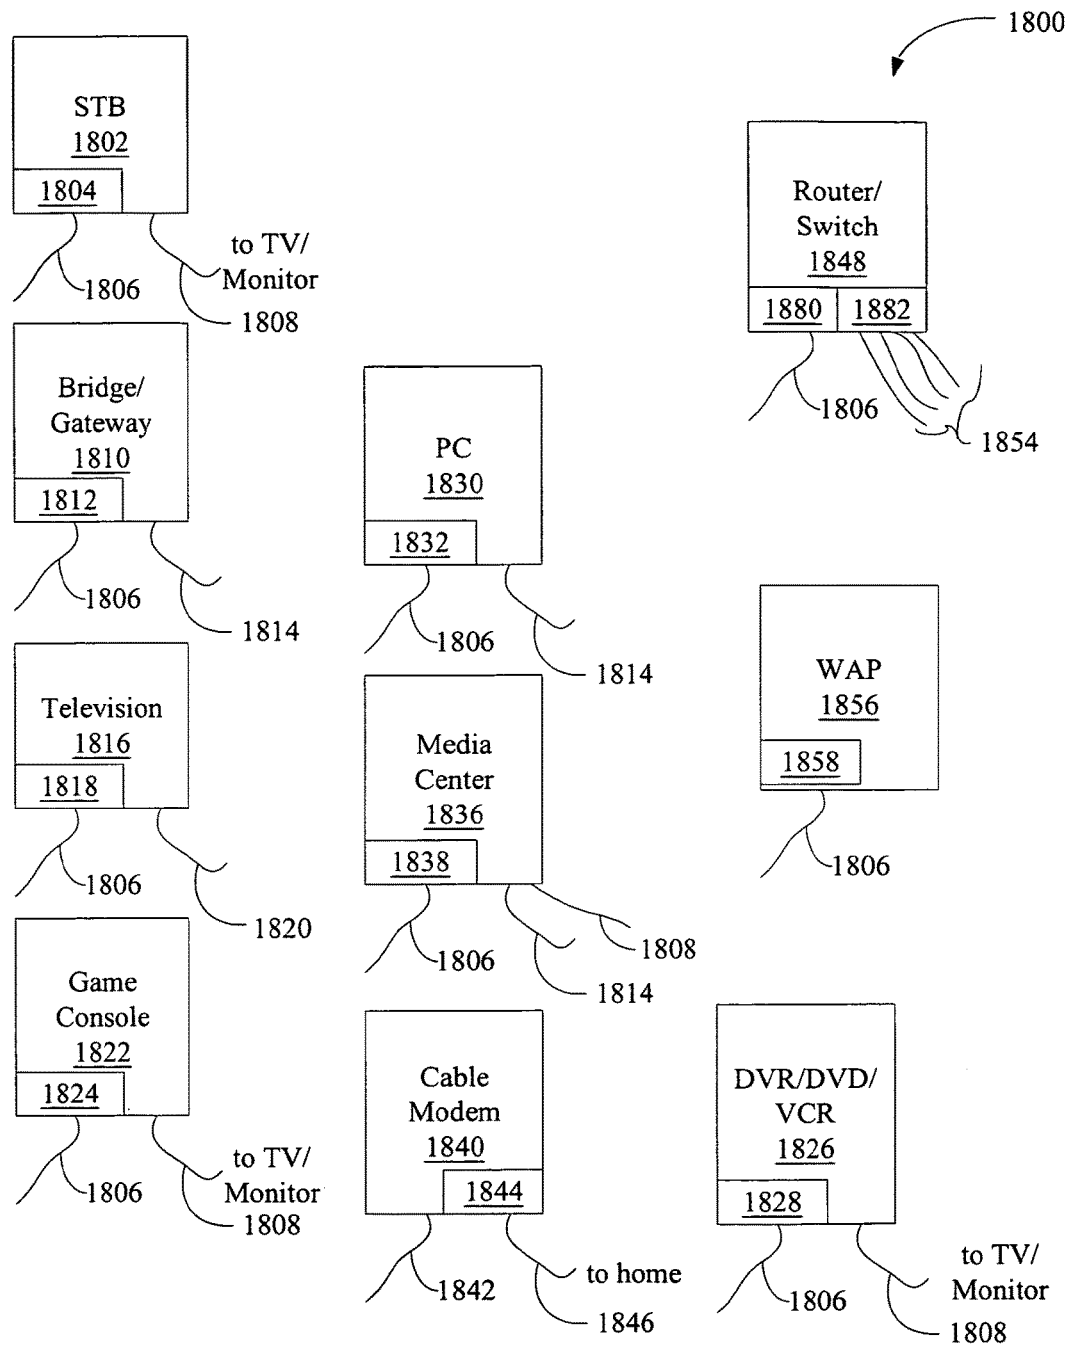 1800
STB
1802
1804
1806
to TV/
Monitor
1808
Router/
Switch
1848
1880
1882
1806
1854
Bridge/
Gateway
1810
1812
1806
1814
PC
1830
1832
1806
1814
Television
1816
1818
1806
1820
Media
Center
1836
1838
1806
1808
1814
WAP
1856
1858
1806
Game
Console
1822
1824
1806
to TV/
Monitor
1808
Cable
Modem
1840
1844
1842
to home
1846
DVR/DVD/
VCR
1826
1828
1806
to TV/
Monitor
1808